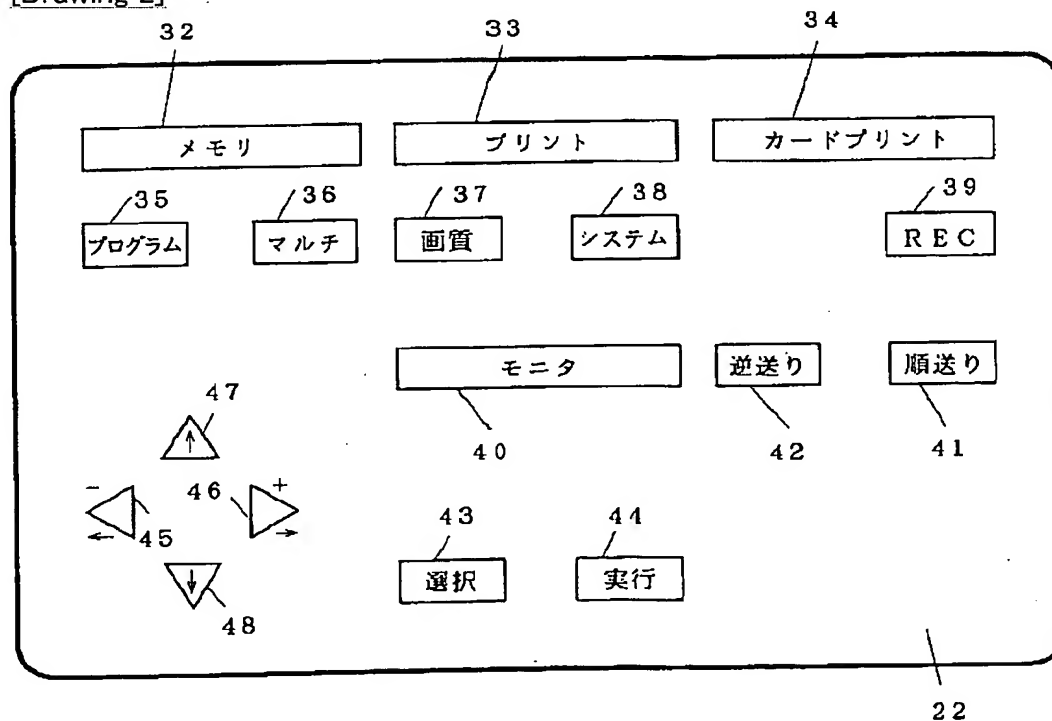 [Drawing 2]
32 33 34
メモリ プリント カードプリント
35 36 37 38 39
プログラム マルチ 画質 システム REC
モニタ 逆送り 順送り
47
↑
40 42 41
- 46 +
← 45 → 43 44
選択 実行
↓
48
22